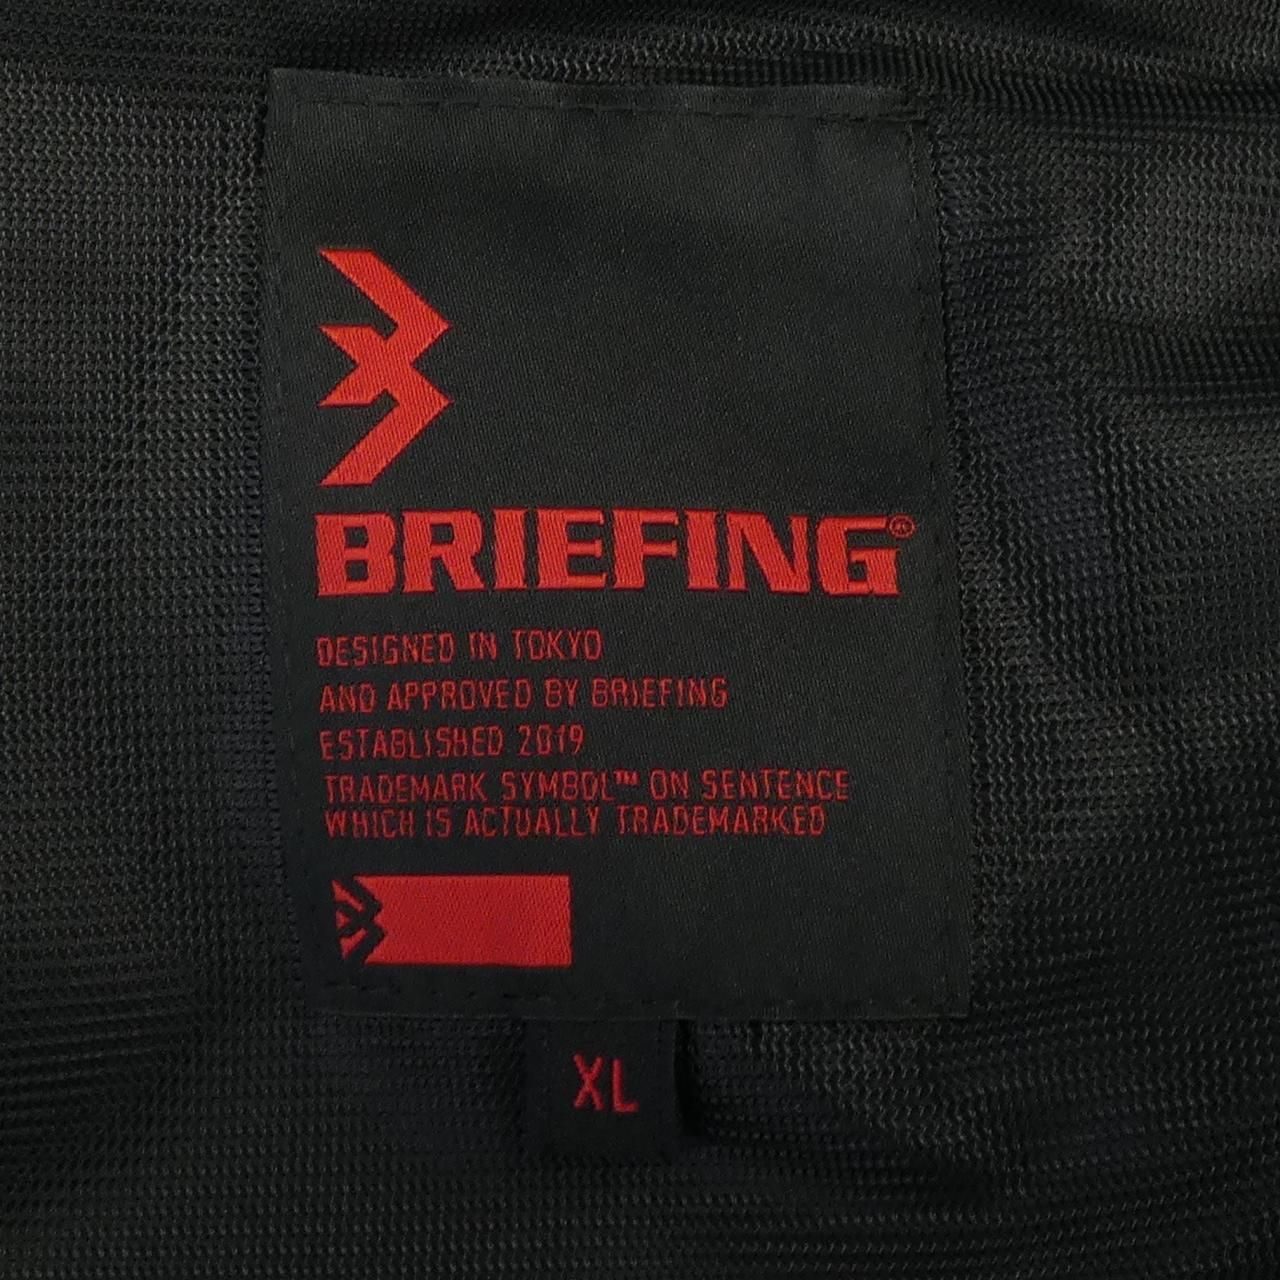 BRIEFING®
DESIGNED IN TOKYO
AND APPROVED BY BRIEFING
ESTABLISHED 2019
TRADEMARK SYMBOL™ ON SENTENCE
WHICH IS ACTUALLY TRADEMARKED
XL